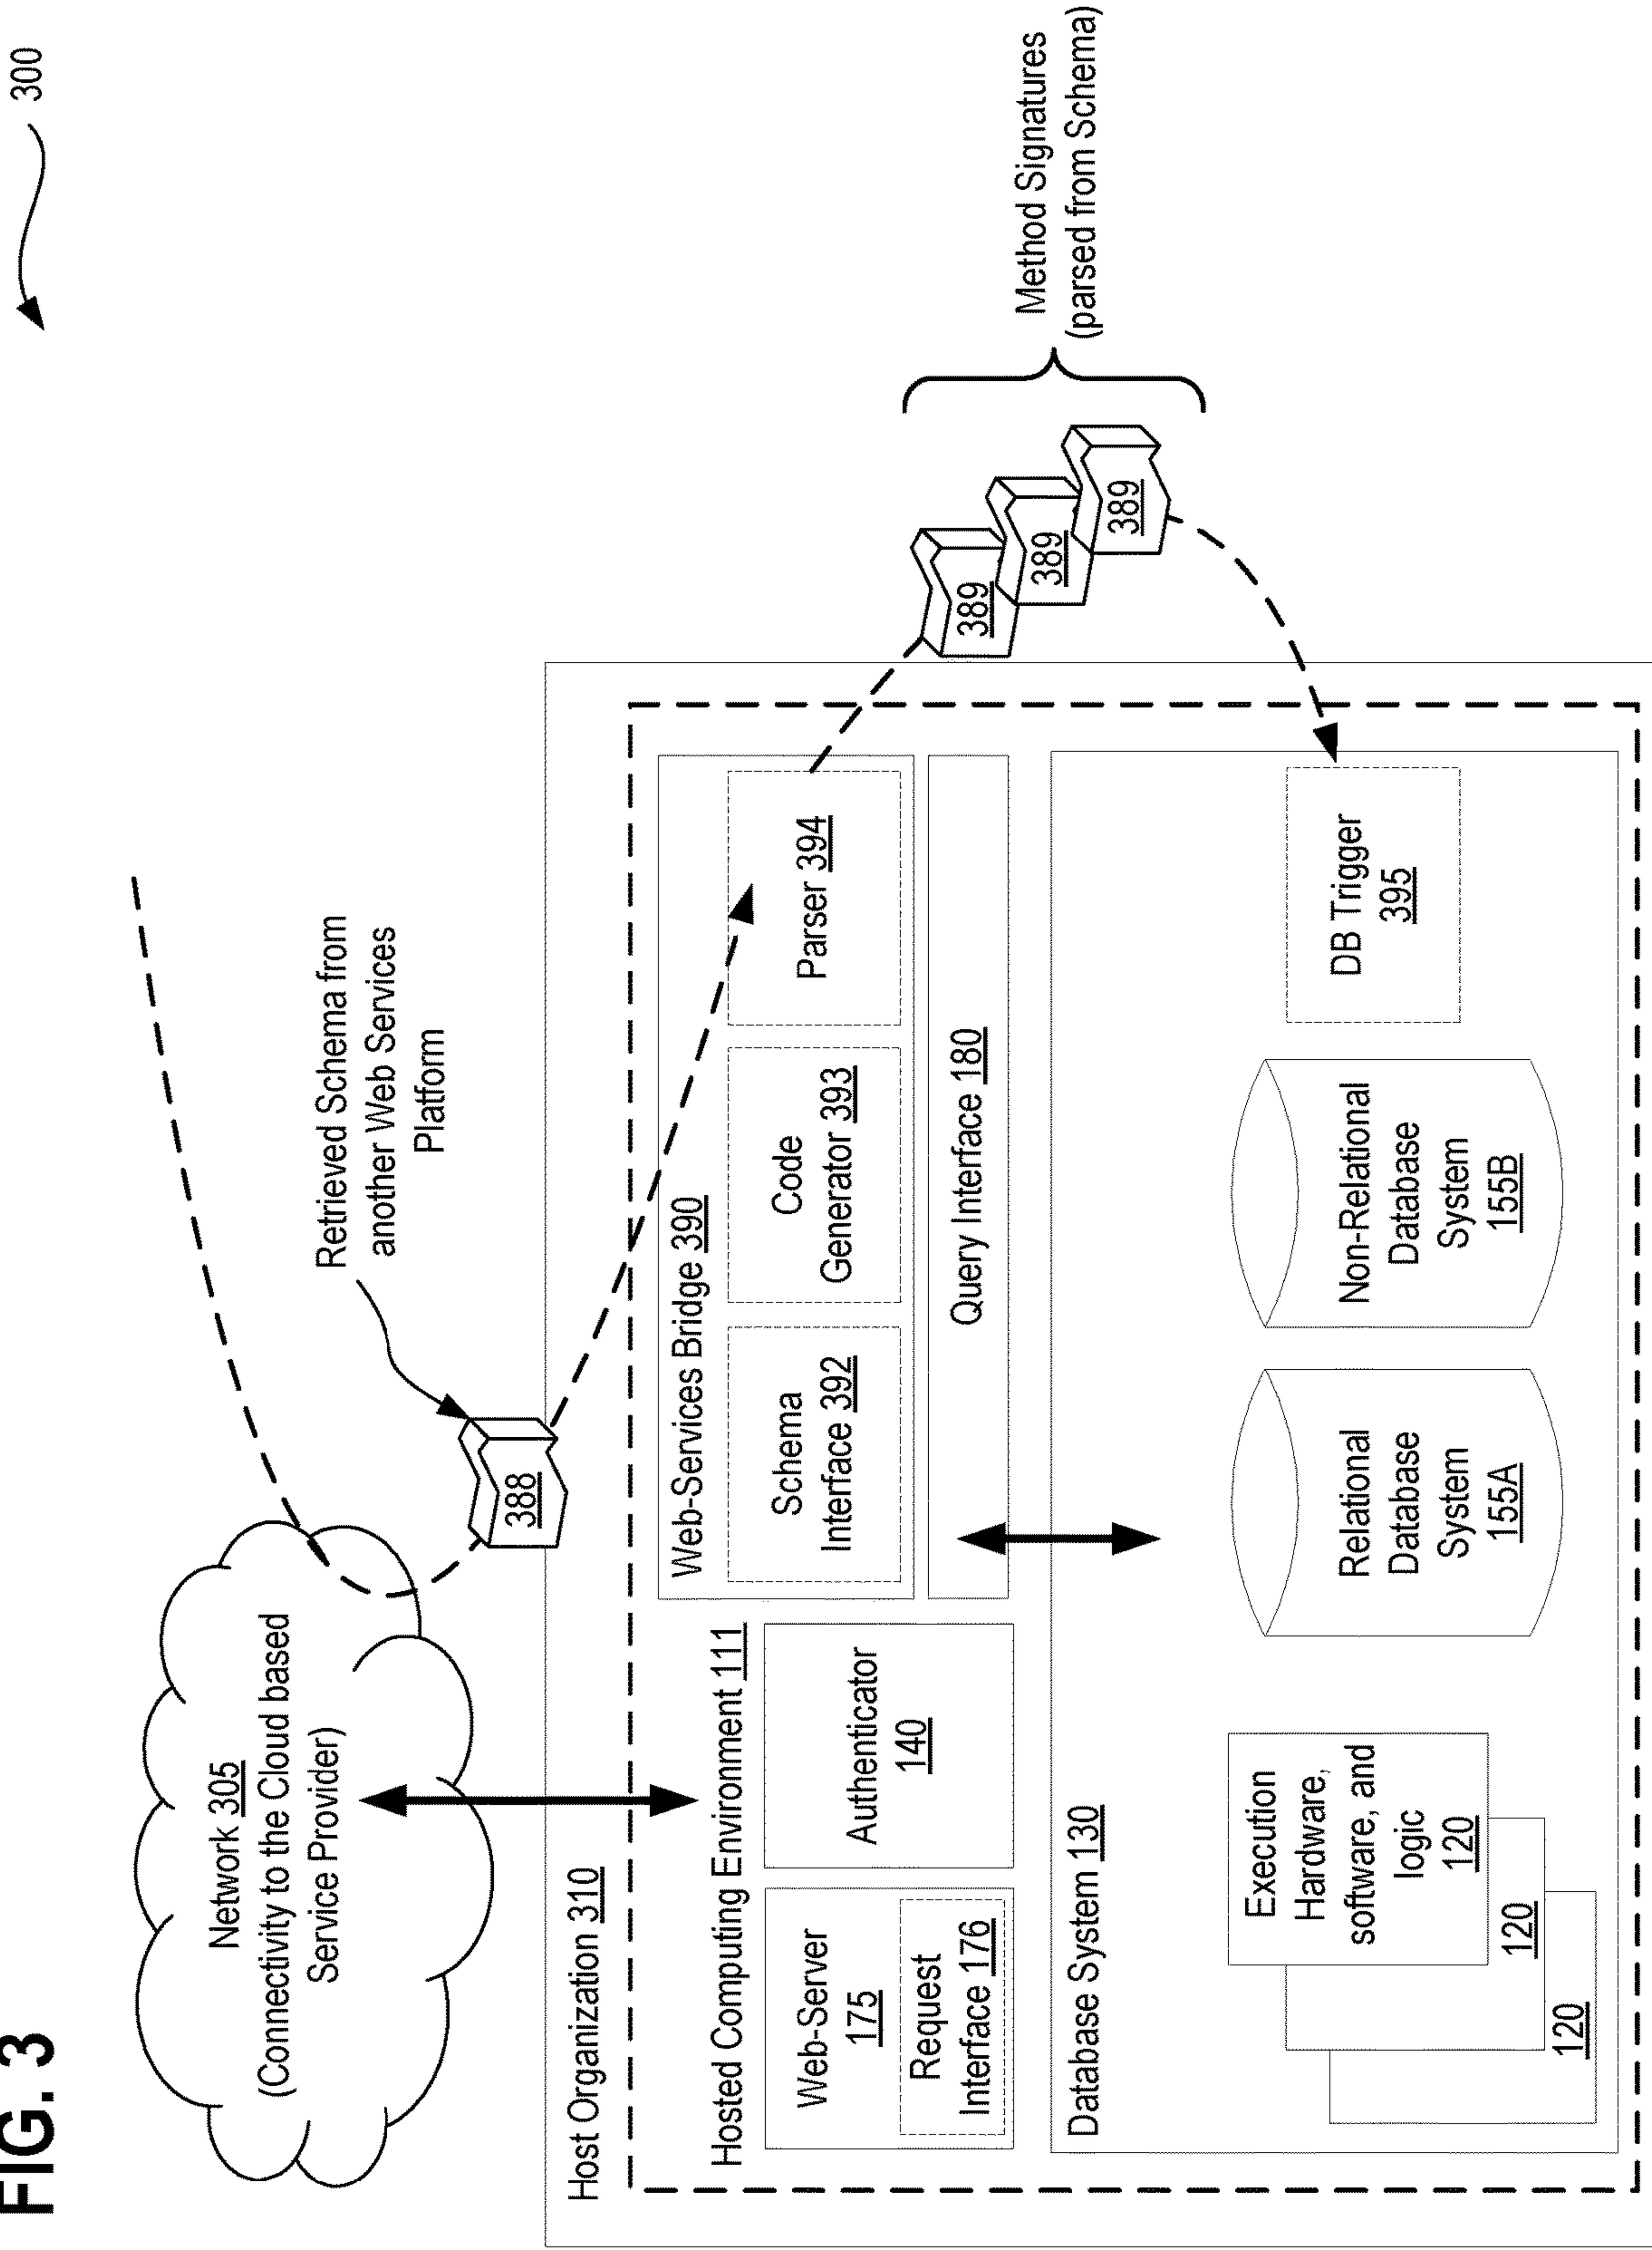 FIG. 3
300
Network 305
(Connectivity to the Cloud based
Service Provider)
Retrieved Schema from
another Web Services
Platform
388
Host Organization 310
Hosted Computing Environment 111
Web-Server
175
Request
Interface 176
Authenticator
140
Web-Services Bridge 390
Schema
Interface 392
Code
Generator 393
Parser 394
Query Interface 180
389
389
389
Method Signatures
(parsed from Schema)
Database System 130
Execution
Hardware,
software, and
logic
120
120
120
Relational
Database
System
155A
Non-Relational
Database
System
155B
DB Trigger
395